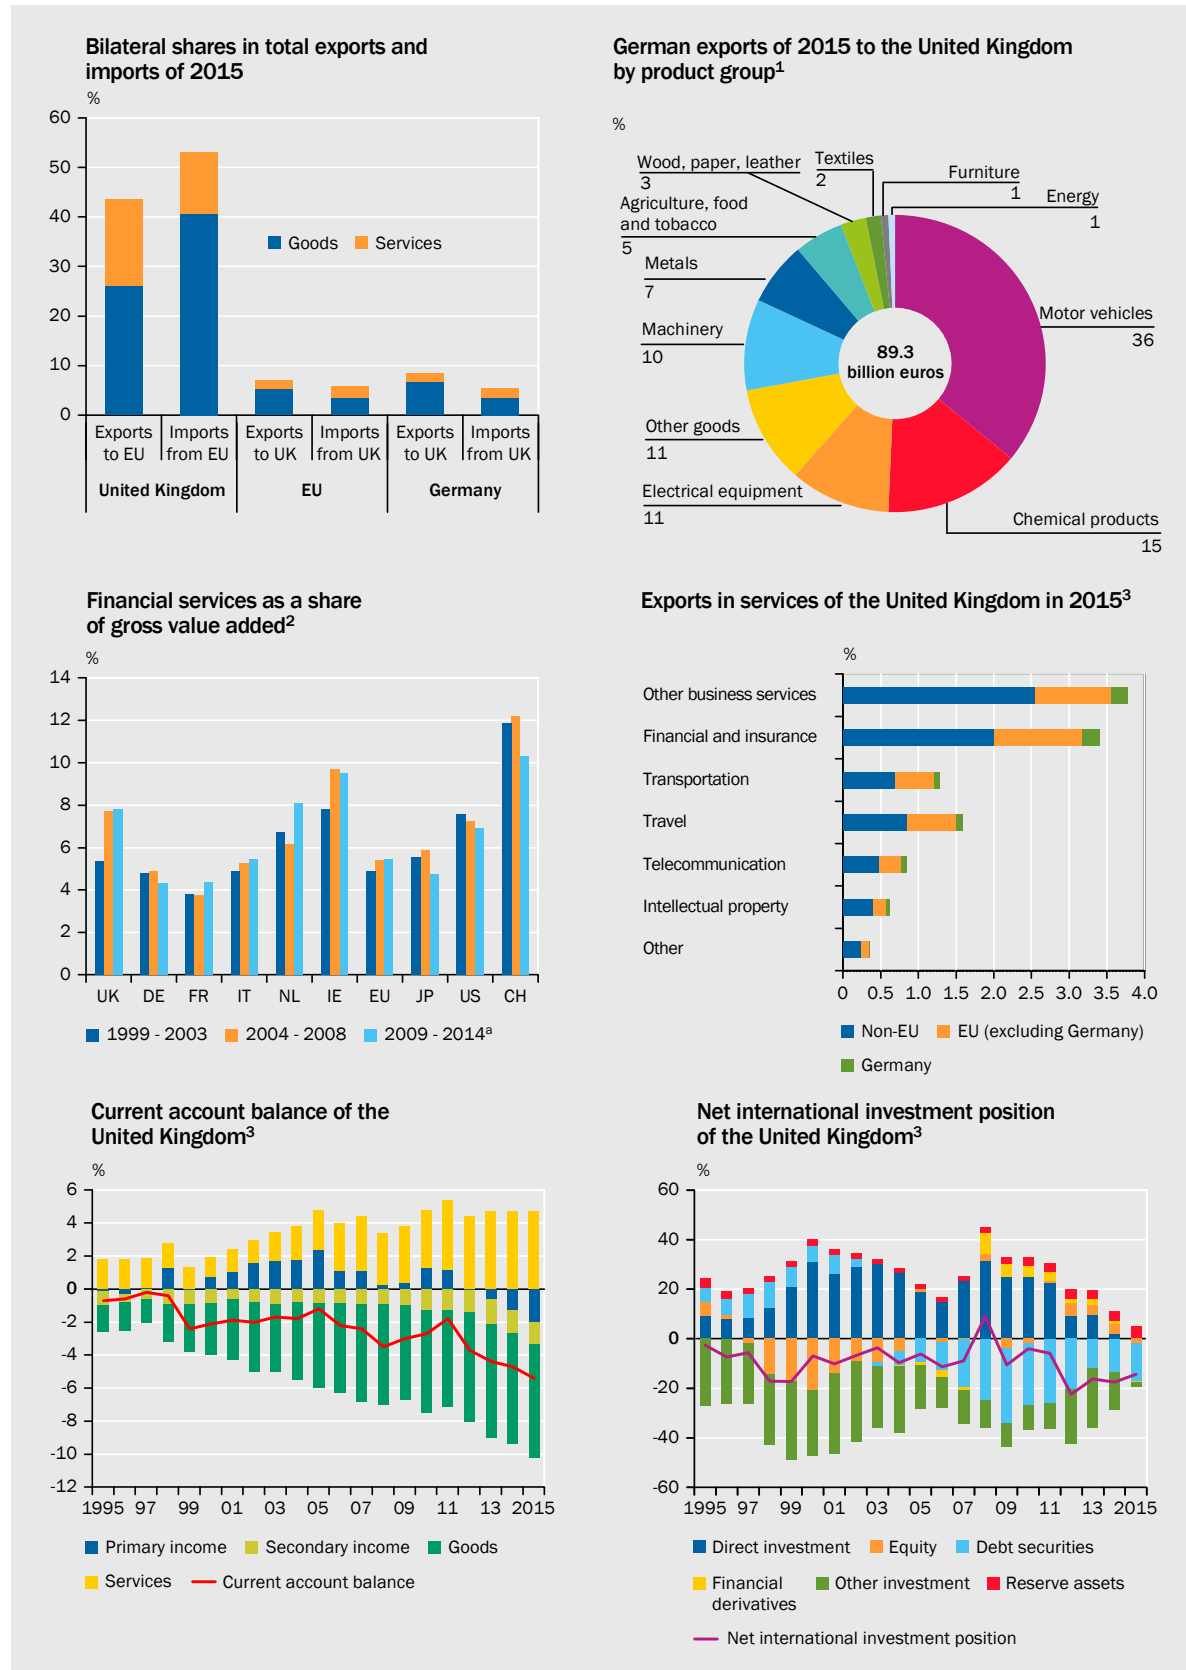 Bilateral shares in total exports and
imports of 2015
%
60
50
40
30
20
10
0
Goods
Services
Exports
to EU
Imports
from EU
Exports
to UK
Imports
from UK
Exports
to UK
Imports
from UK
United Kingdom
EU
Germany
German exports of 2015 to the United Kingdom
by product group¹
%
Wood, paper, leather
3
Textiles
2
Furniture
1
Energy
1
Agriculture, food
and tobacco
5
Metals
7
Machinery
10
Other goods
11
Electrical equipment
11
Motor vehicles
36
Chemical products
15
89.3
billion euros
Financial services as a share
of gross value added²
%
14
12
10
8
6
4
2
0
UK DE FR IT NL IE EU JP US CH
1999 - 2003
2004 - 2008
2009 - 2014ª
Exports in services of the United Kingdom in 2015³
%
Other business services
Financial and insurance
Transportation
Travel
Telecommunication
Intellectual property
Other
0 0.5 1.0 1.5 2.0 2.5 3.0 3.5 4.0
Non-EU
EU (excluding Germany)
Germany
Current account balance of the
United Kingdom³
%
6
4
2
0
-2
-4
-6
-8
-10
-12
1995 97 99 01 03 05 07 09 11 13 2015
Primary income
Secondary income
Goods
Services
Current account balance
Net international investment position
of the United Kingdom³
%
60
40
20
0
-20
-40
-60
1995 97 99 01 03 05 07 09 11 13 2015
Direct investment
Equity
Debt securities
Financial
derivatives
Other investment
Reserve assets
Net international investment position